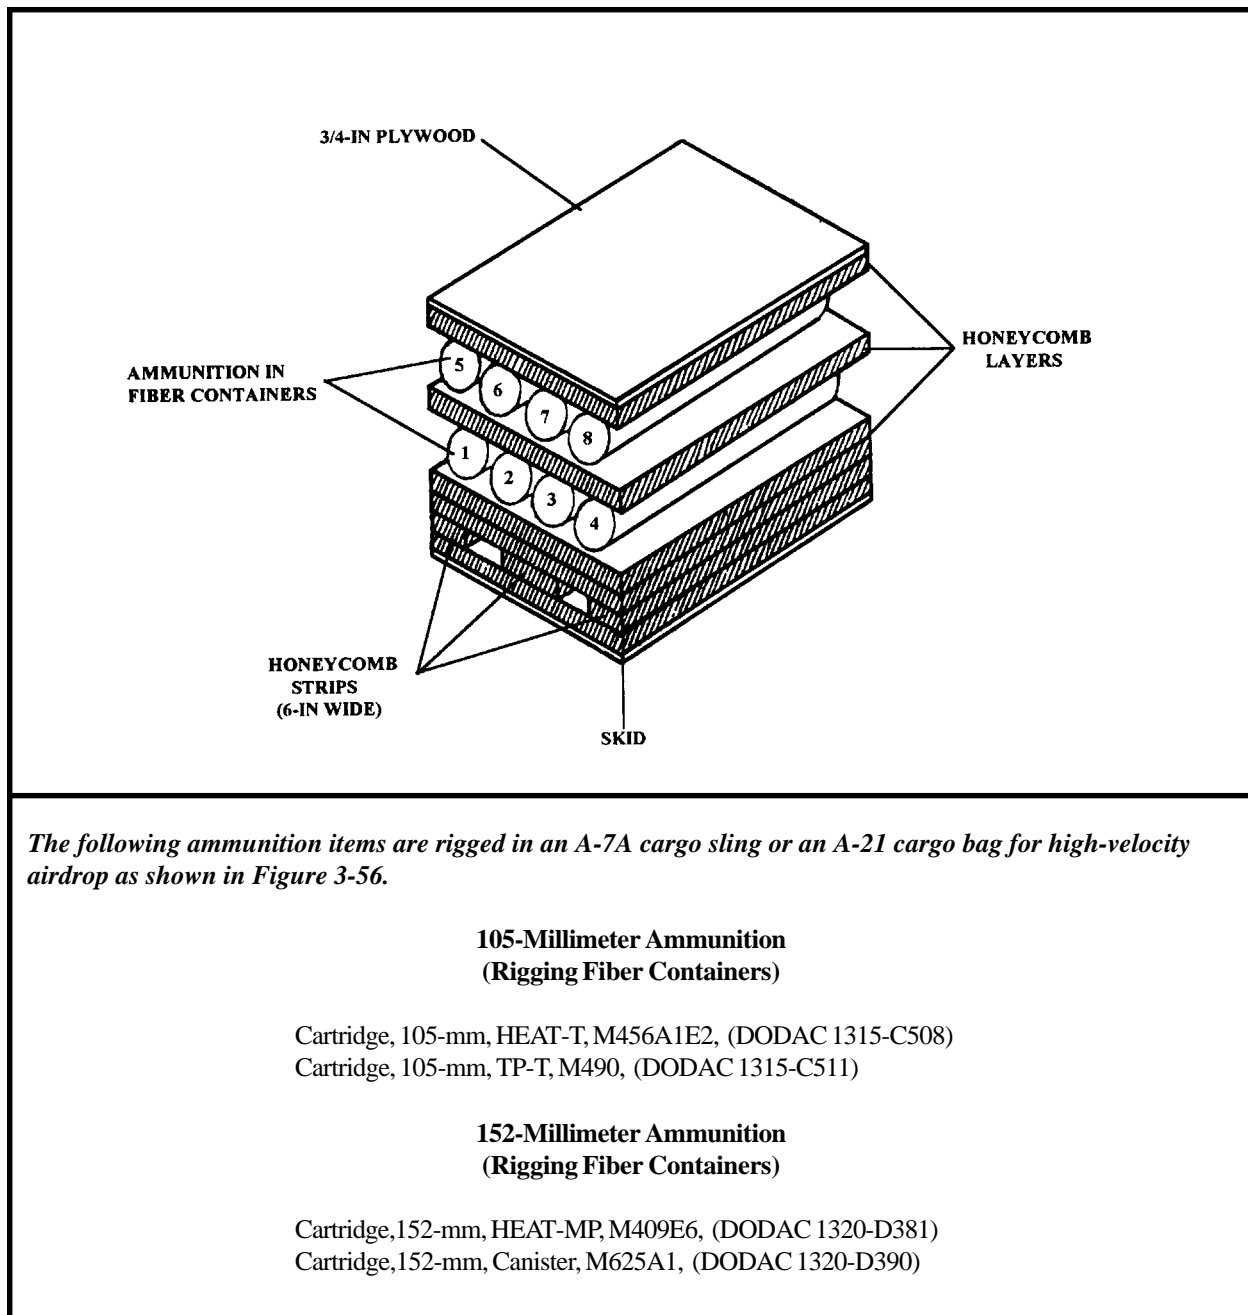 3/4-IN PLYWOOD
HONEYCOMB
LAYERS
AMMUNITION IN
FIBER CONTAINERS
5
6
7
8
1
2
3
4
HONEYCOMB
STRIPS
(6-IN WIDE)
SKID
The following ammunition items are rigged in an A-7A cargo sling or an A-21 cargo bag for high-velocity
airdrop as shown in Figure 3-56.
105-Millimeter Ammunition
(Rigging Fiber Containers)
Cartridge, 105-mm, HEAT-T, M456A1E2, (DODAC 1315-C508)
Cartridge, 105-mm, TP-T, M490, (DODAC 1315-C511)
152-Millimeter Ammunition
(Rigging Fiber Containers)
Cartridge,152-mm, HEAT-MP, M409E6, (DODAC 1320-D381)
Cartridge,152-mm, Canister, M625A1, (DODAC 1320-D390)